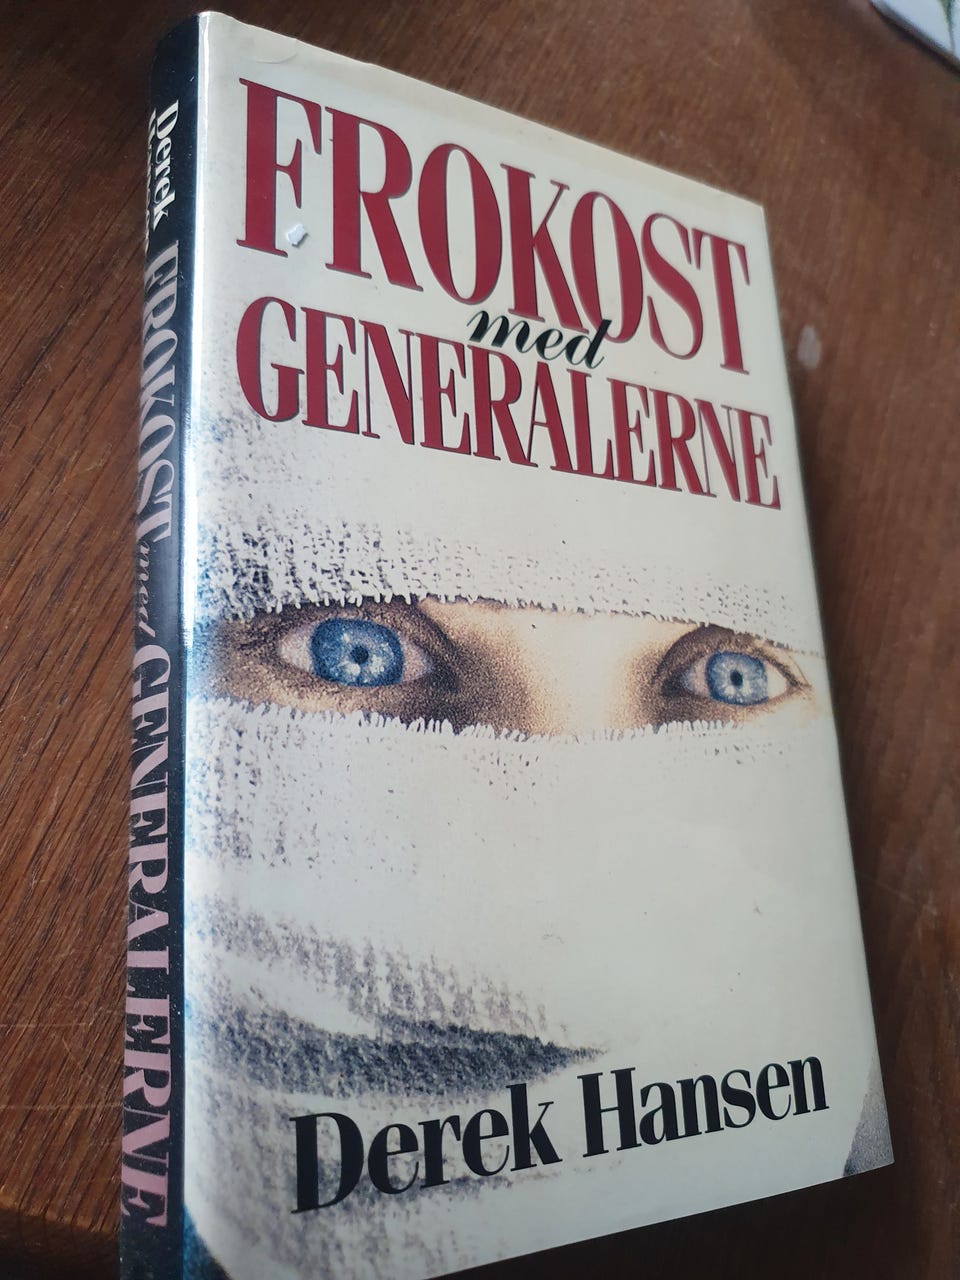 FROKOST
med
GENERALERNE
Derek Hansen
Derek
FROKOST med GENERALERNE